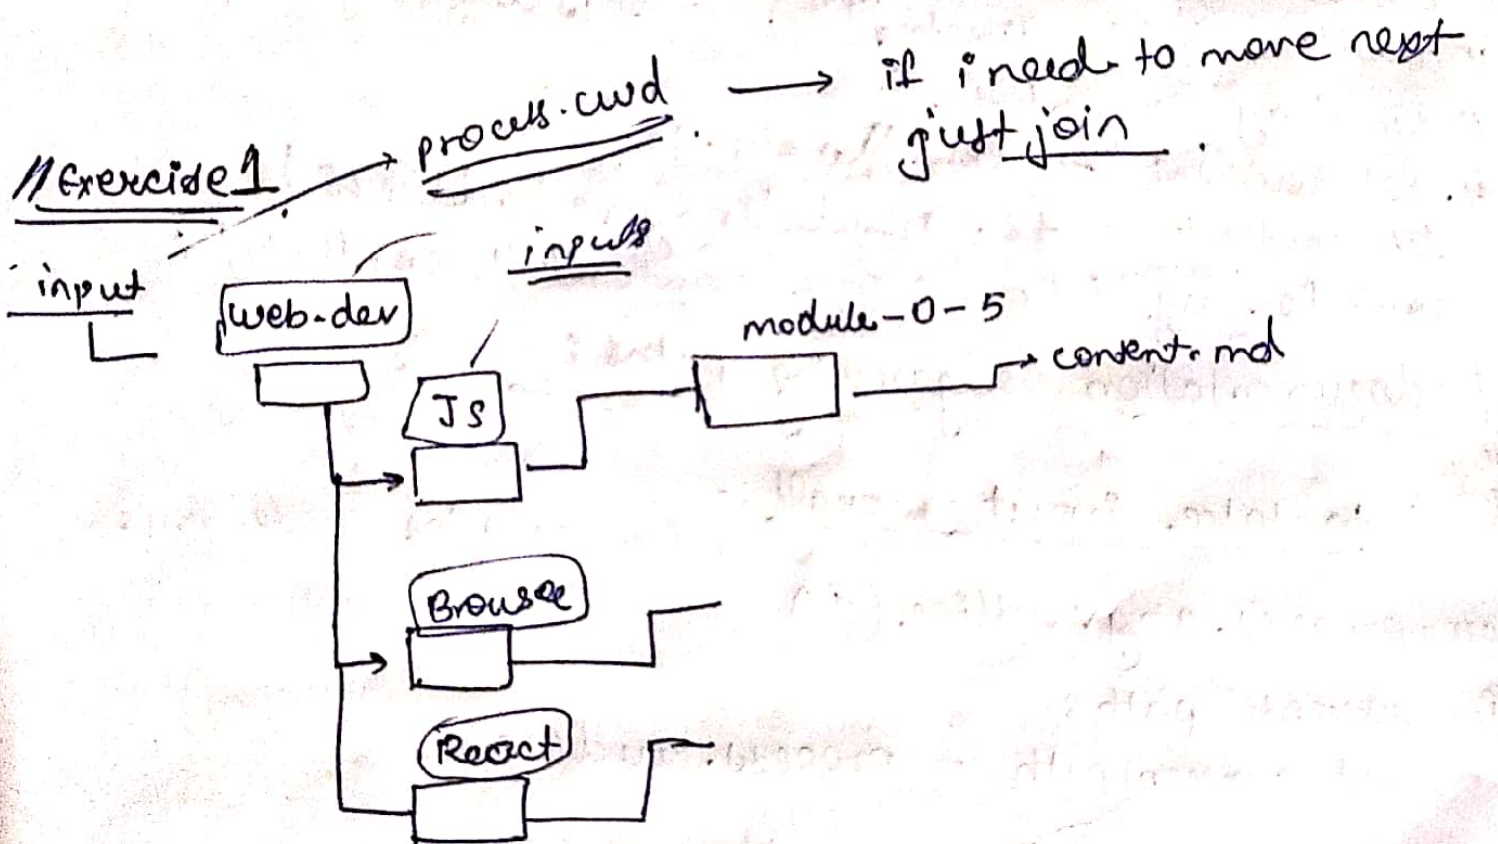 if i need to move next
process.cwd
just join.
//Exercise 1
inputs
input
web-dev
module-0-5
content.md
JS
Browse
React